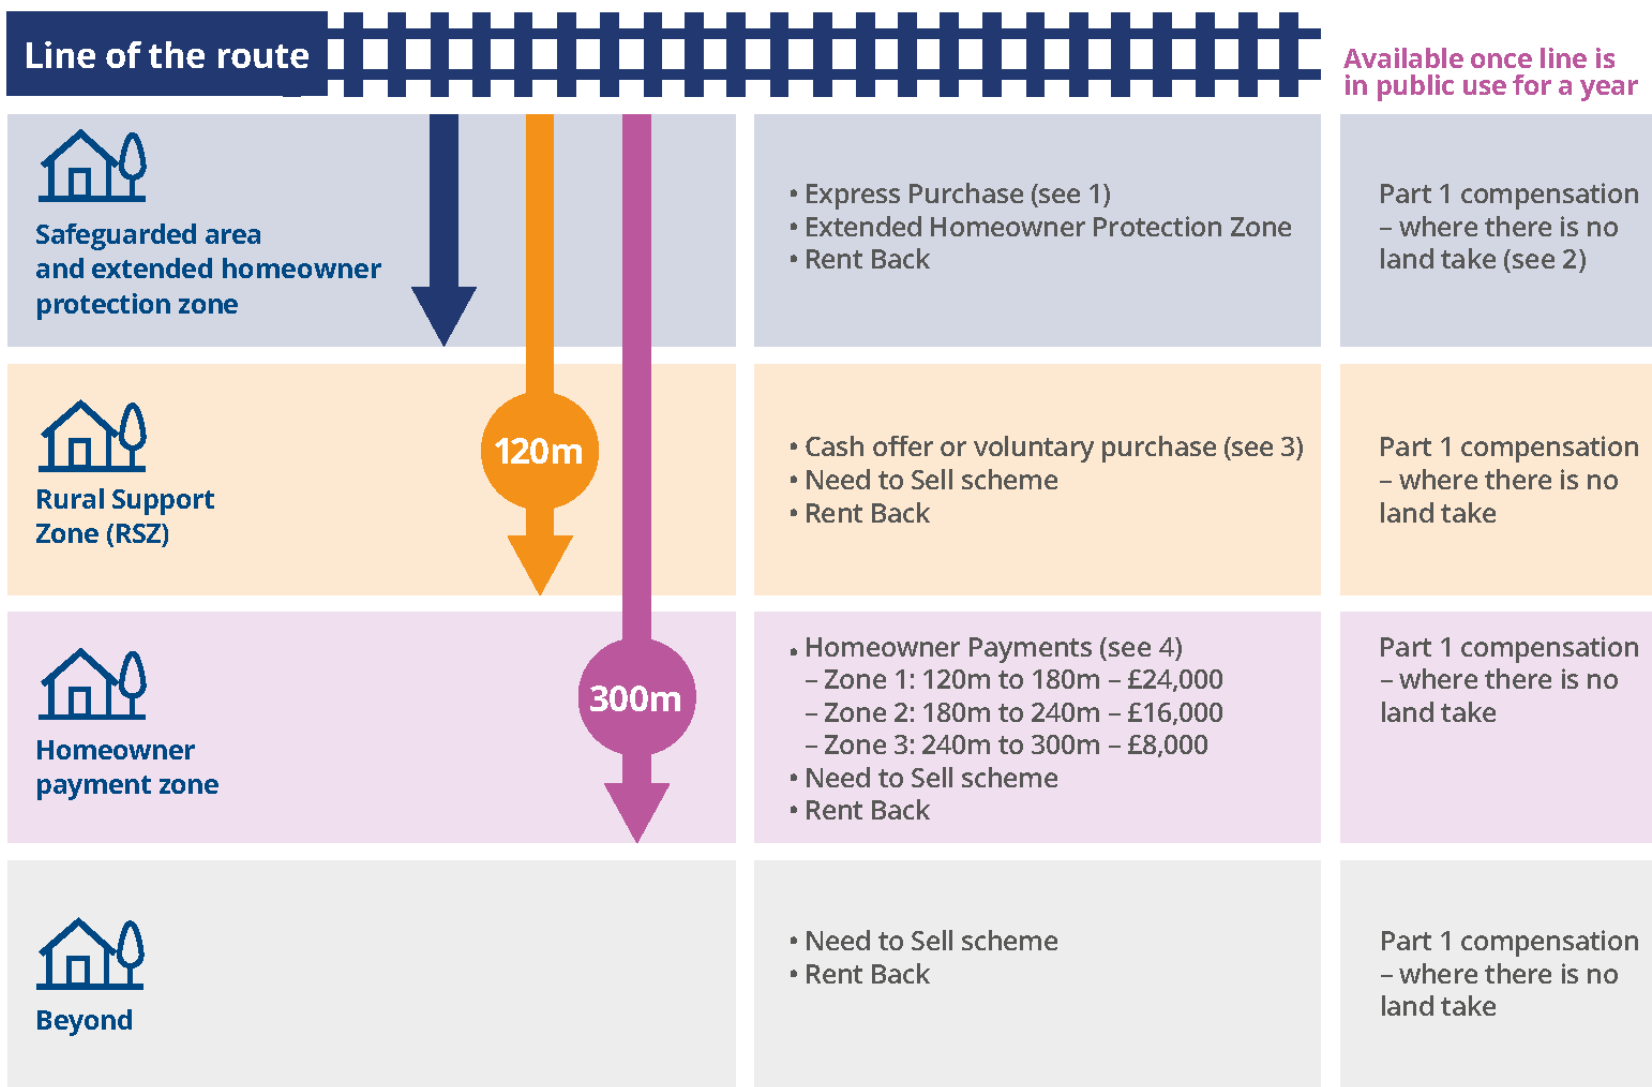 Line of the route
Available once line is
in public use for a year
Safeguarded area
and extended homeowner
protection zone
• Express Purchase (see 1)
• Extended Homeowner Protection Zone
• Rent Back
Part 1 compensation
– where there is no
land take (see 2)
Rural Support
Zone (RSZ)
120m
• Cash offer or voluntary purchase (see 3)
• Need to Sell scheme
• Rent Back
Part 1 compensation
– where there is no
land take
Homeowner
payment zone
300m
• Homeowner Payments (see 4)
– Zone 1: 120m to 180m – £24,000
– Zone 2: 180m to 240m – £16,000
– Zone 3: 240m to 300m – £8,000
• Need to Sell scheme
• Rent Back
Part 1 compensation
– where there is no
land take
Beyond
• Need to Sell scheme
• Rent Back
Part 1 compensation
– where there is no
land take